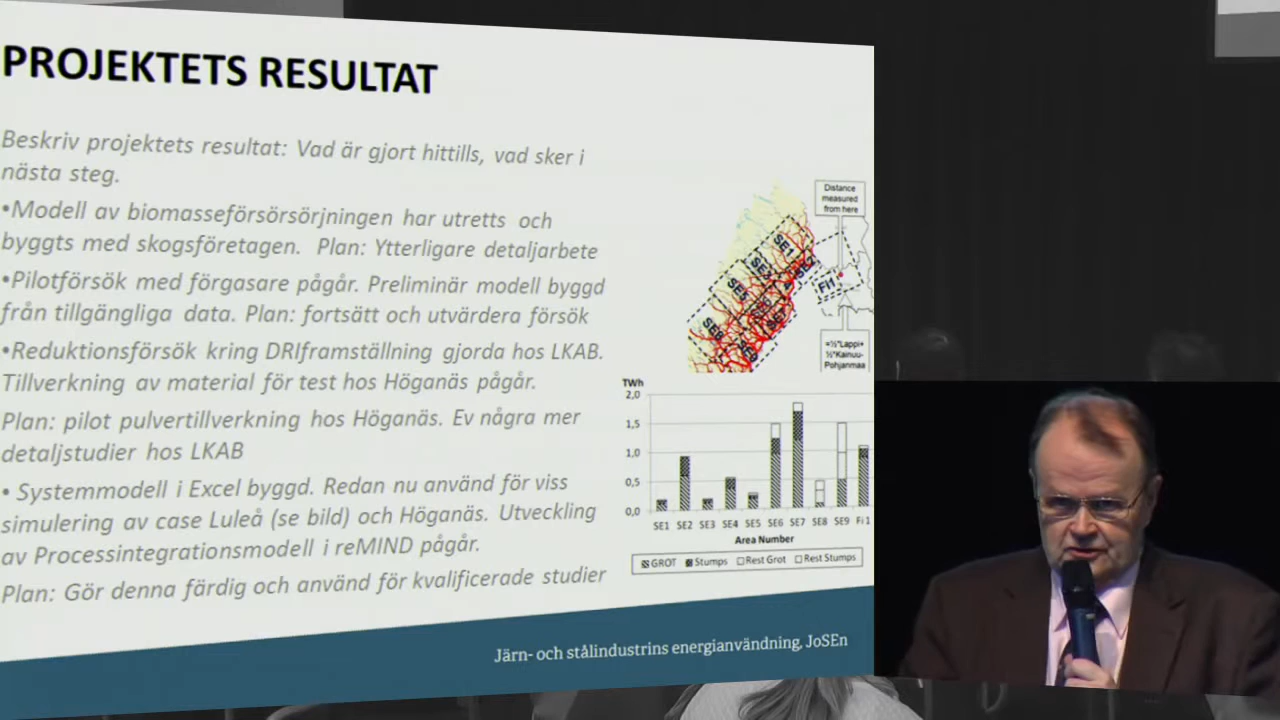 PROJEKTETS RESULTAT
Beskriv projektets resultat: Vad är gjort hittills, vad sker i
nästa steg.
•Modell av biomasseförsörsörjningen har utretts och
byggts med skogsföretagen. Plan: Ytterligare detaljarbete
•Pilotförsök med förgasare pågår. Preliminär modell byggd
från tillgängliga data. Plan: fortsätt och utvärdera försök
•Reduktionsförsök kring DRIframställning gjorda hos LKAB.
Tillverkning av material för test hos Höganäs pågår.
Plan: pilot pulvertillverkning hos Höganäs. Ev några mer
detaljstudier hos LKAB
• Systemmodell i Excel byggd. Redan nu använd för viss
simulering av case Luleå (se bild) och Höganäs. Utveckling
av Processintegrationsmodell i reMIND pågår.
Plan: Gör denna färdig och använd för kvalificerade studier
Distance
measured
from here
SE1
SE2
SE3
SE5
SE6
SE7
SE8
SE9
Fi1
=½*Lappi+
½*Kainuu-
Pohjanmaa
TWh
2,0
1,5
1,0
0,5
0,0
SE1 SE2 SE3 SE4 SE5 SE6 SE7 SE8 SE9 Fi 1
Area Number
GROT Stumps Rest Grot Rest Stumps
Järn- och stålindustrins energianvändning, JoSEn